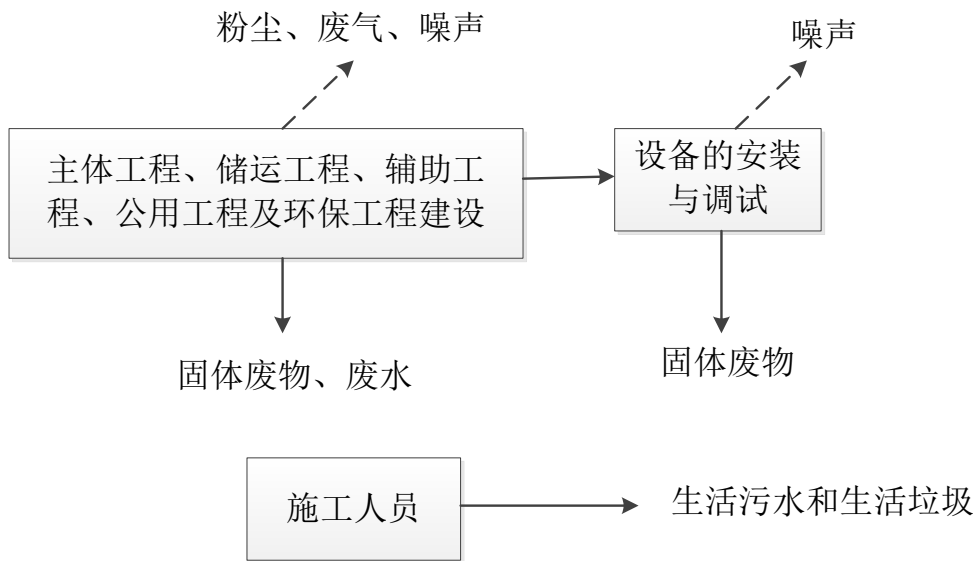 粉尘、废气、噪声
噪声
主体工程、储运工程、辅助工
程、公用工程及环保工程建设
设备的安装
与调试
固体废物、废水
固体废物
施工人员
生活污水和生活垃圾